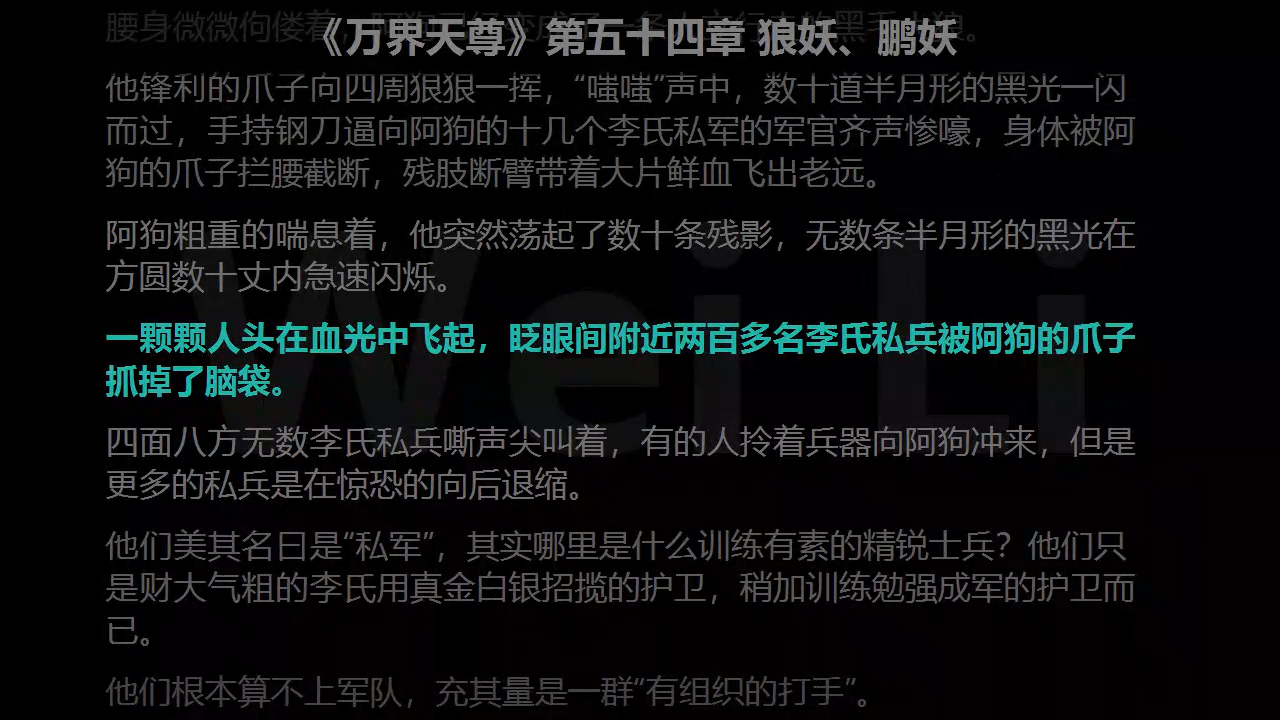 《万界天尊》第五十四章 狼妖、鹏妖
腰身微微佝偻着，
他锋利的爪子向四周狠狠一挥，“嗤嗤”声中，数十道半月形的黑光一闪
而过，手持钢刀逼向阿狗的十几个李氏私军的军官齐声惨嚎，身体被阿
狗的爪子拦腰截断，残肢断臂带着大片鲜血飞出老远。
阿狗粗重的喘息着，他突然荡起了数十条残影，无数条半月形的黑光在
方圆数十丈内急速闪烁。
一颗颗人头在血光中飞起，眨眼间附近两百多名李氏私兵被阿狗的爪子
抓掉了脑袋。
四面八方无数李氏私兵嘶声尖叫着，有的人拎着兵器向阿狗冲来，但是
更多的私兵是在惊恐的向后退缩。
他们美其名曰是“私军”，其实哪里是什么训练有素的精锐士兵？他们只
是财大气粗的李氏用真金白银招揽的护卫，稍加训练勉强成军的护卫而
已。
他们根本算不上军队，充其量是一群“有组织的打手”。
Wei Li